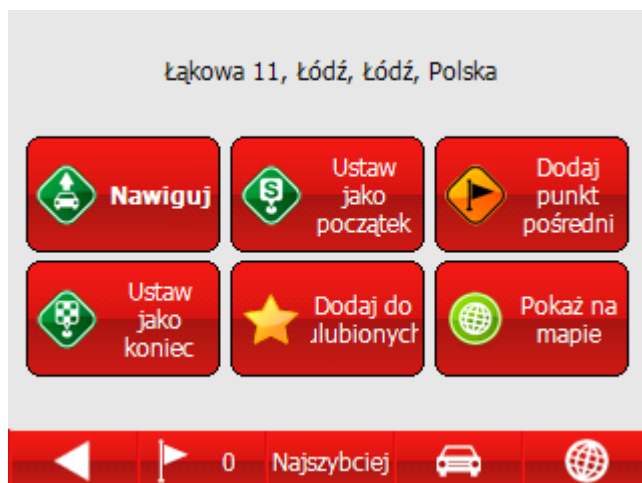 Łąkowa 11, Łódź, Łódź, Polska
Nawiguj
Ustaw
jako
początek
Dodaj
punkt
pośredni
Ustaw
jako
koniec
Dodaj do
ulubionych
Pokaż na
mapie
0
Najszybciej